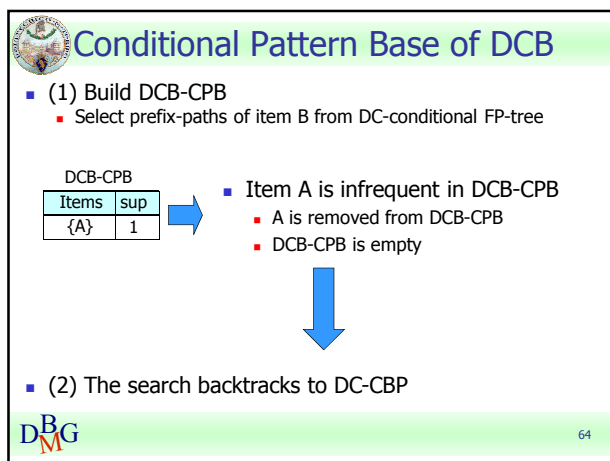 Conditional Pattern Base of DCB
(1) Build DCB-CPB
Select prefix-paths of item B from DC-conditional FP-tree
DCB-CPB
Items sup
{A} 1
Item A is infrequent in DCB-CPB
A is removed from DCB-CPB
DCB-CPB is empty
(2) The search backtracks to DC-CBP
DBMG
64